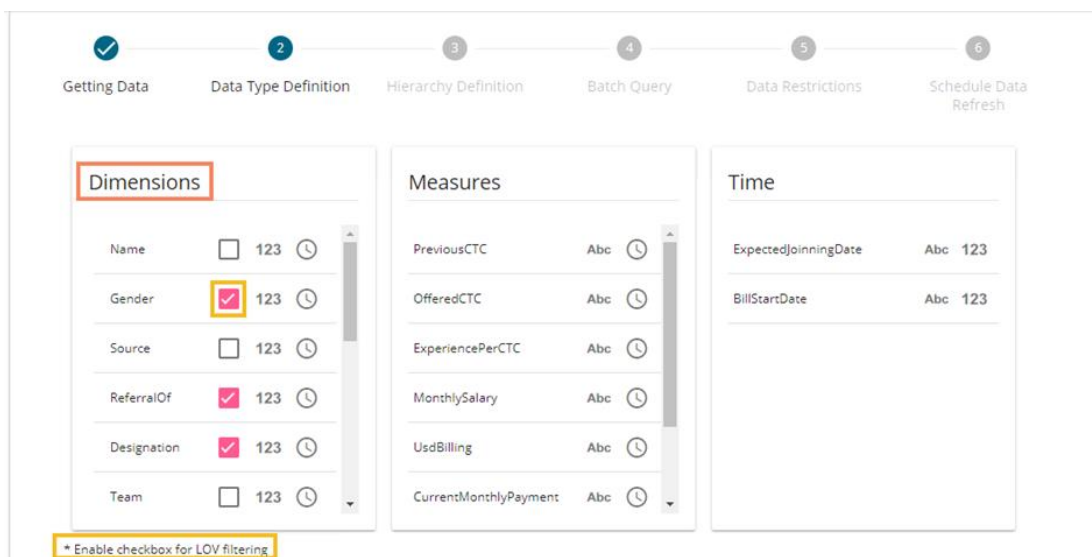 2 3 4 5 6
Getting Data Data Type Definition Hierarchy Definition Batch Query Data Restrictions Schedule Data
Refresh
Dimensions Measures Time
Name 123 PreviousCTC Abc ExpectedJoinningDate Abc 123
Gender 123 OfferedCTC Abc BillStartDate Abc 123
Source 123 ExperiencePerCTC Abc
ReferralOf 123 MonthlySalary Abc
Designation 123 UsdBilling Abc
Team 123 CurrentMonthlyPayment Abc
* Enable checkbox for LOV filtering